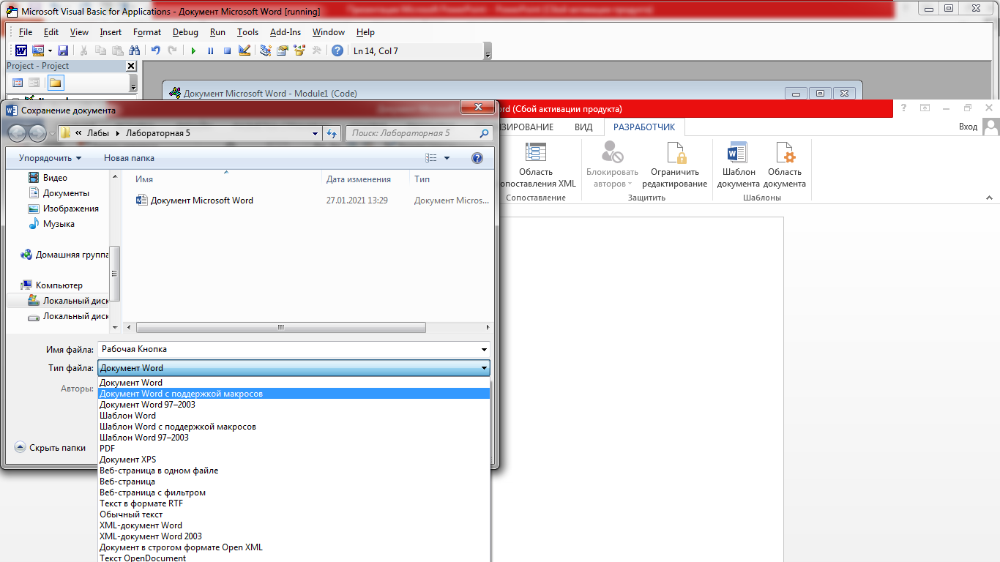 Microsoft Visual Basic for Applications - Документ Microsoft Word [running]
File Edit View Insert Format Debug Run Tools Add-Ins Window Help
Ln 14, Col 7
Project - Project
Документ Microsoft Word - Module1 (Code)
Сохранение документа
(Сбой активации продукта)
Лабы Лабораторная 5
Поиск: Лабораторная 5
ВИД РАЗРАБОТЧИК
Вход
Упорядочить Новая папка
Видео
Документы
Изображения
Музыка
Домашняя группа
Компьютер
Локальный диск
Локальный диск
Имя Дата изменения Тип
Документ Microsoft Word 27.01.2021 13:29 Документ Micros...
Область
XML
Сопоставление
Блокировать
авторов
Ограничить
редактирование
Защитить
Шаблон
документа
Область
документа
Шаблоны
Имя файла: Рабочая Кнопка
Тип файла: Документ Word
Авторы:
Документ Word
Документ Word с поддержкой макросов
Документ Word 97–2003
Шаблон Word
Шаблон Word с поддержкой макросов
Шаблон Word 97–2003
PDF
Документ XPS
Веб-страница в одном файле
Веб-страница
Веб-страница с фильтром
Текст в формате RTF
Обычный текст
XML-документ Word
XML-документ Word 2003
Документ в строгом формате Open XML
Текст OpenDocument
Скрыть папки